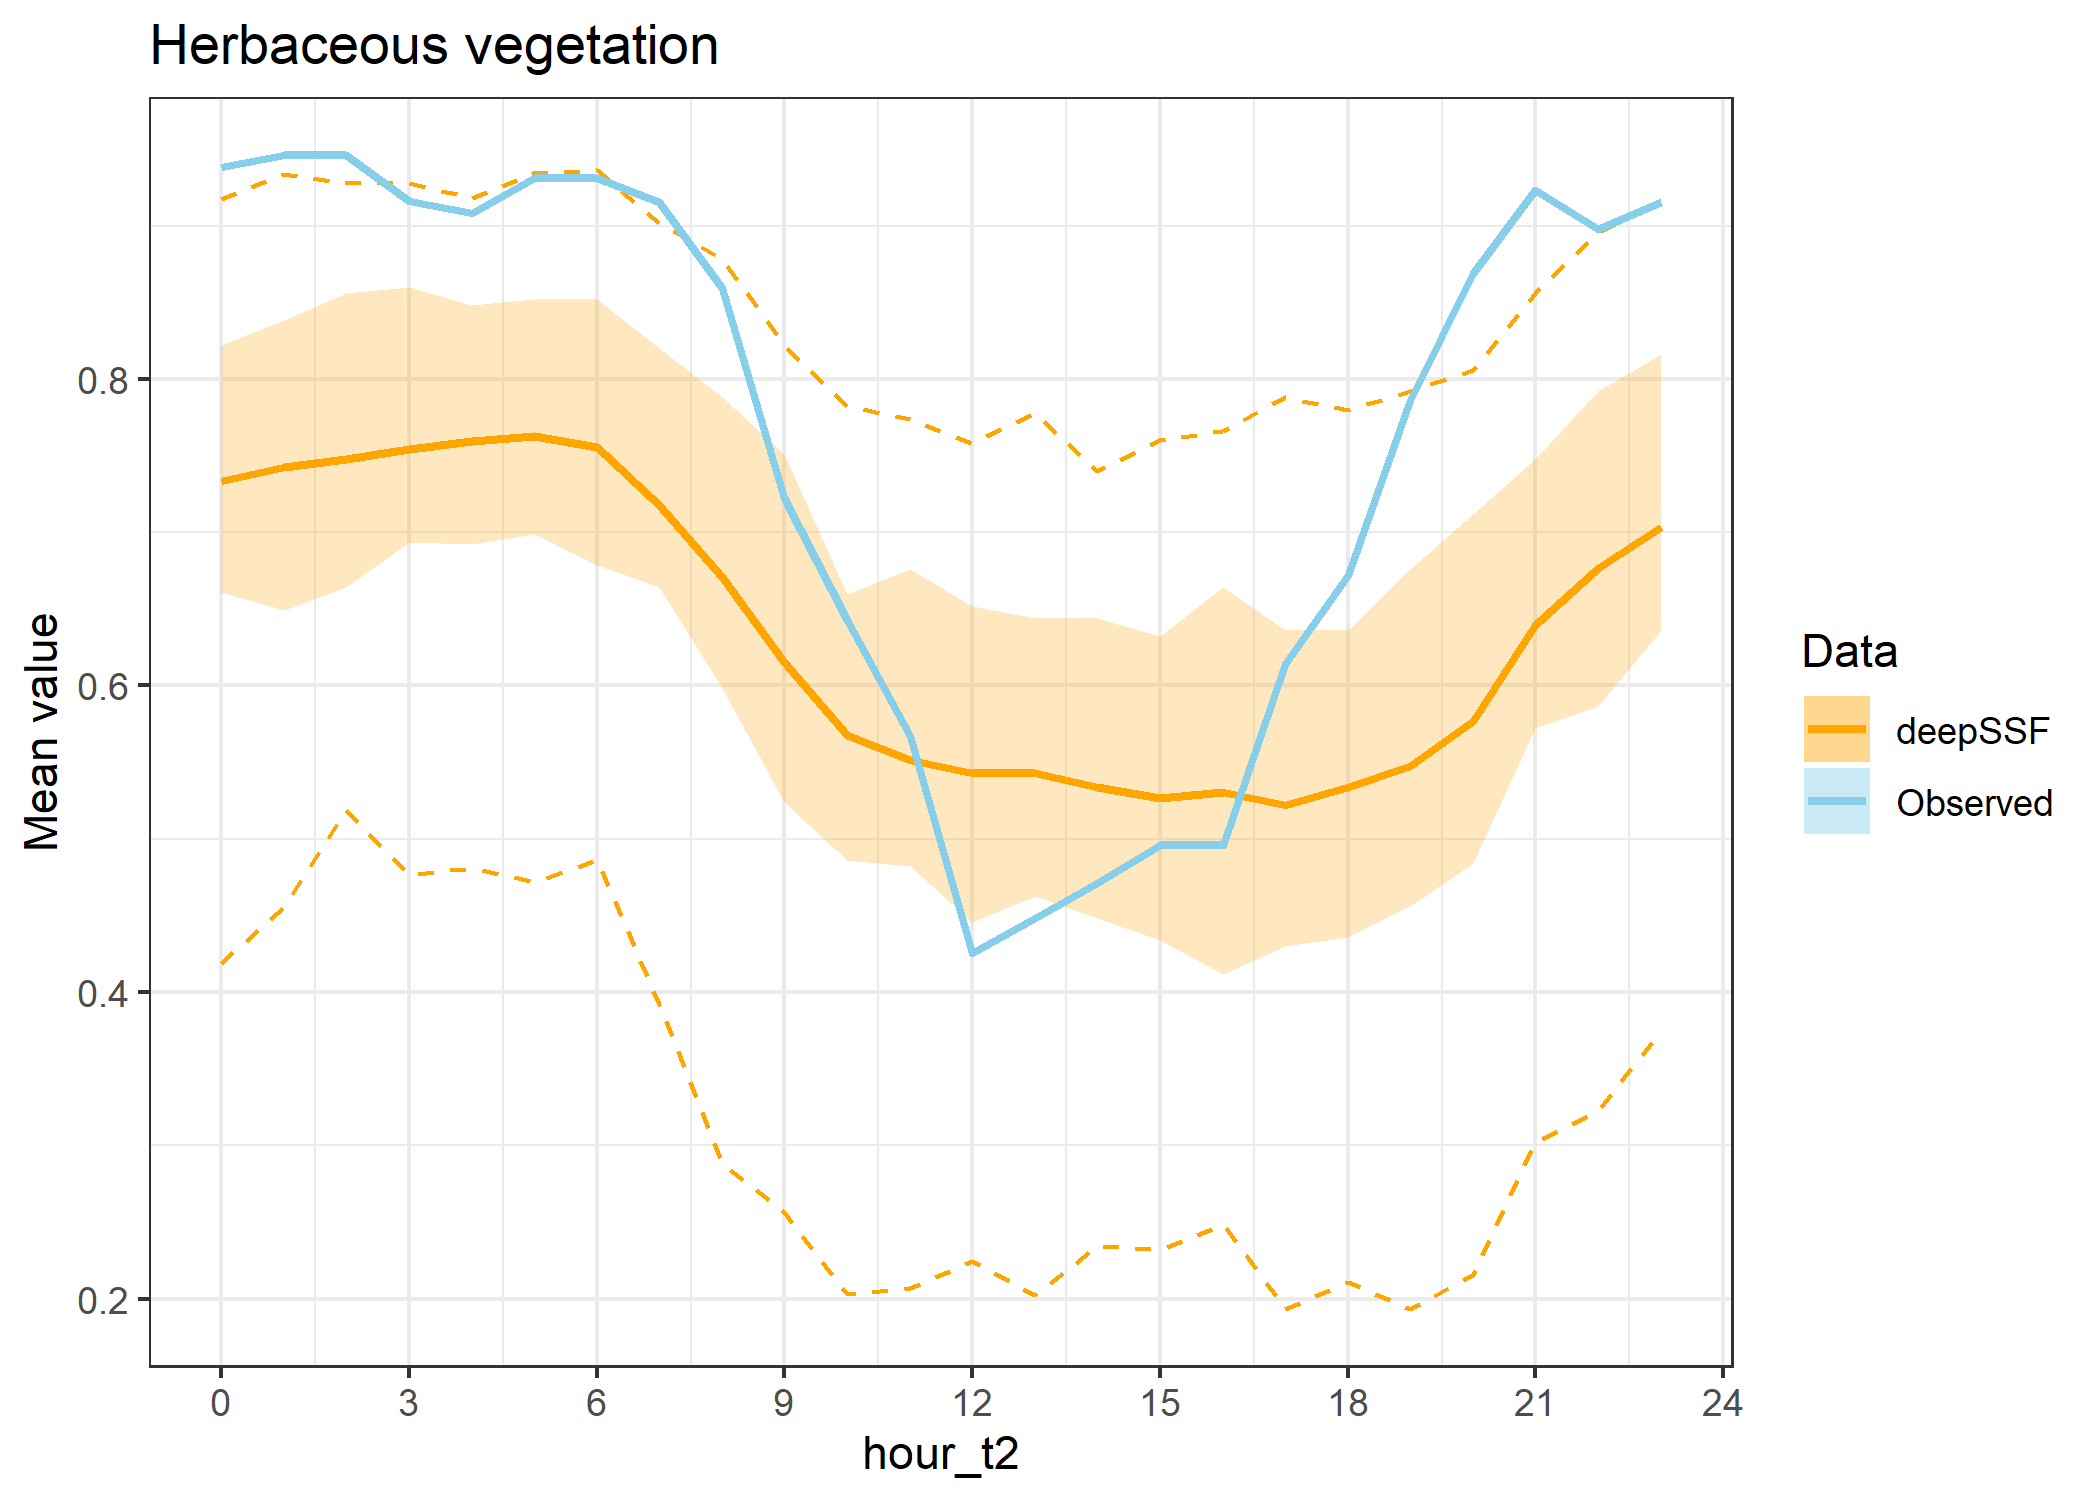 Herbaceous vegetation
Mean value
0.8
0.6
0.4
0.2
0 3 6 9 12 15 18 21 24
hour_t2
Data
deepSSF
Observed